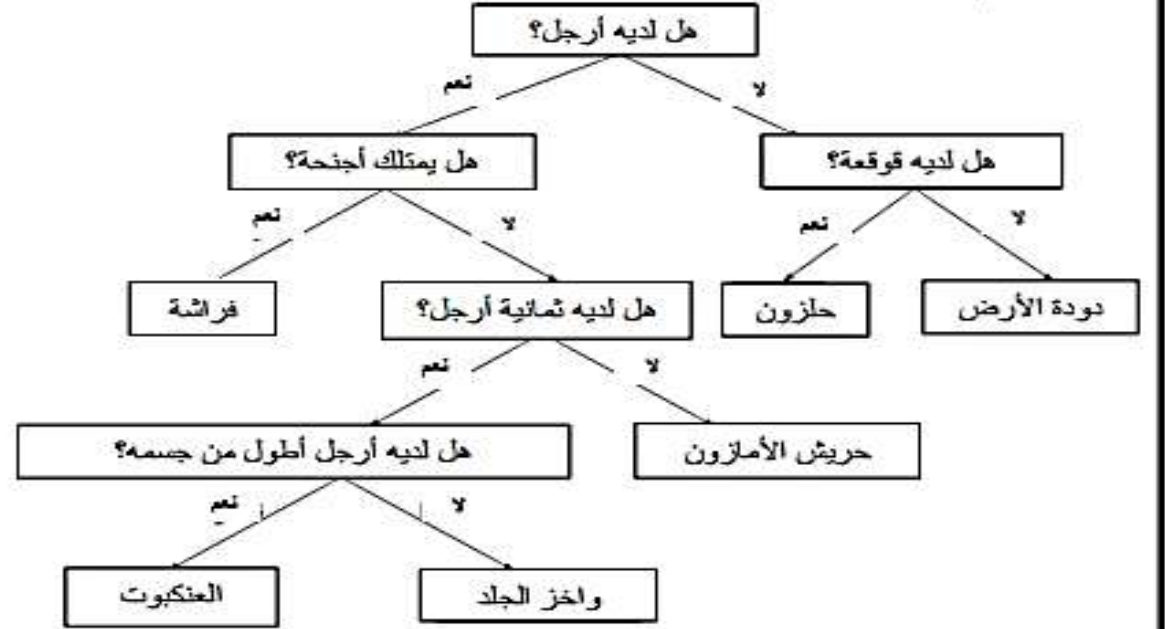 هل لديه أرجل؟
نعم
لا
هل يمتلك أجنحة؟
هل لديه قوقعة؟
نعم
لا
نعم
لا
فراشة
هل لديه ثمانية أرجل؟
حلزون
دودة الأرض
نعم
لا
هل لديه أرجل أطول من جسمه؟
حريش الأمازون
نعم
لا
العنكبوت
واخز الجلد